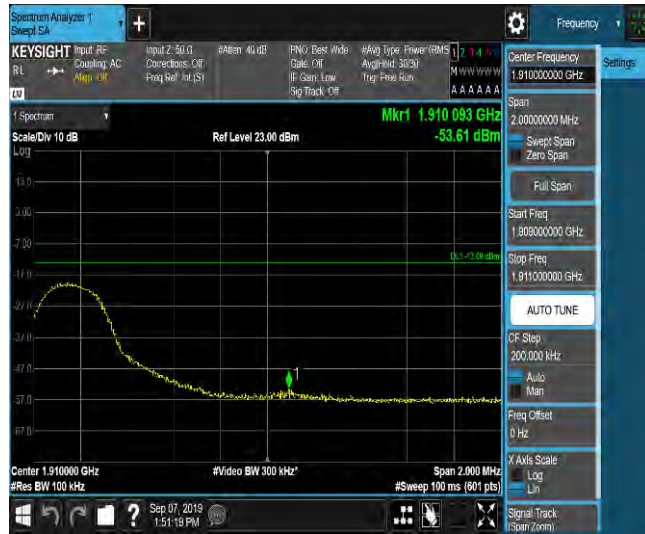 Spectrum Analyzer 1
Swept SA
+
Frequency
KEYSIGHT
RL
Input: RF
Coupling: AC
Align: Off
Input Z: 50 Ω
Corrections: Off
Freq Ref: Int (S)
#Atten: 40 dB
PNO: Best Wide
Gate: Off
IF Gain: Low
Sig Track: Off
#Avg Type: Power (RMS
Avg|Hold: 30/30
Trig: Free Run
M W W W W W
A A A A A A
Center Frequency
1.910000000 GHz
Settings
Span
2.00000000 MHz
Swept Span
Zero Span
Full Span
Start Freq
1.909000000 GHz
Stop Freq
1.911000000 GHz
AUTO TUNE
CF Step
200.000 kHz
Auto
Man
Freq Offset
0 Hz
X Axis Scale
Log
Lin
Signal Track
(Span Zoom)
1 Spectrum
Scale/Div 10 dB
Log
Ref Level 23.00 dBm
Mkr1 1.910 093 GHz
-53.61 dBm
13.0
3.00
-7.00
DL1 -13.00 dBm
-17.0
-27.0
-37.0
-47.0
1
-57.0
-67.0
Center 1.910000 GHz
#Video BW 300 kHz*
Span 2.000 MHz
#Res BW 100 kHz
#Sweep 100 ms (601 pts)
?
Sep 07, 2019
1:51:19 PM